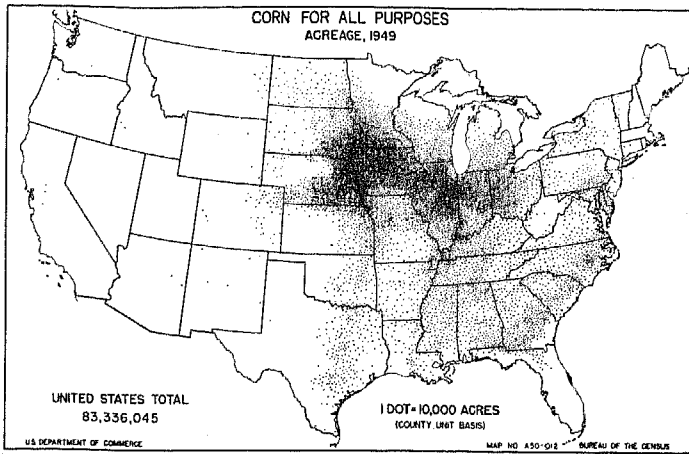 CORN FOR ALL PURPOSES
ACREAGE, 1949
UNITED STATES TOTAL
83,336,045
1 DOT=10,000 ACRES
(COUNTY UNIT BASIS)
U.S. DEPARTMENT OF COMMERCE
MAP NO. A50-012
BUREAU OF THE CENSUS